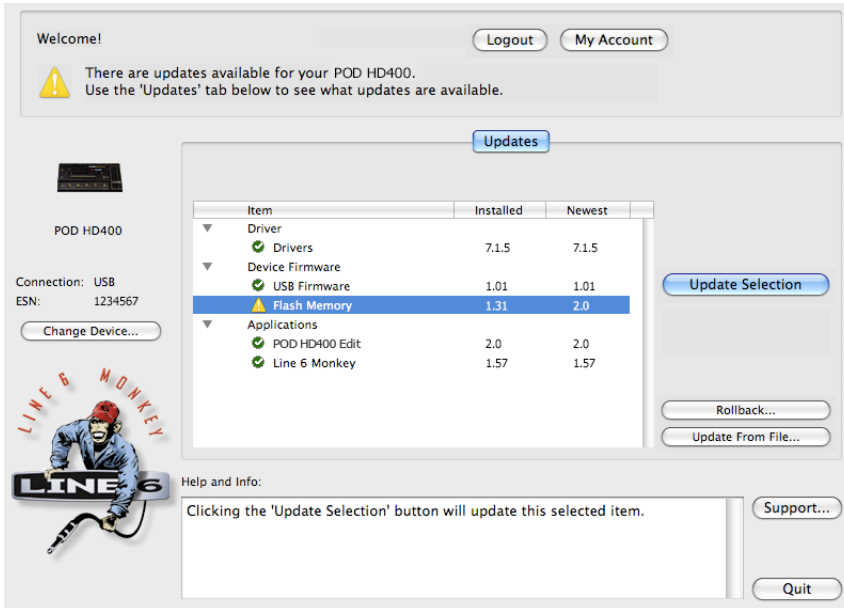 Welcome!
Logout
My Account
There are updates available for your POD HD400.
Use the 'Updates' tab below to see what updates are available.
Updates
POD HD400
Connection: USB
ESN: 1234567
Change Device...
Item Installed Newest
Driver
Drivers 7.1.5 7.1.5
Device Firmware
USB Firmware 1.01 1.01
Flash Memory 1.31 2.0
Applications
POD HD400 Edit 2.0 2.0
Line 6 Monkey 1.57 1.57
Update Selection
Rollback...
Update From File...
LINE 6 MONKEY
LINE 6
Help and Info:
Clicking the 'Update Selection' button will update this selected item.
Support...
Quit